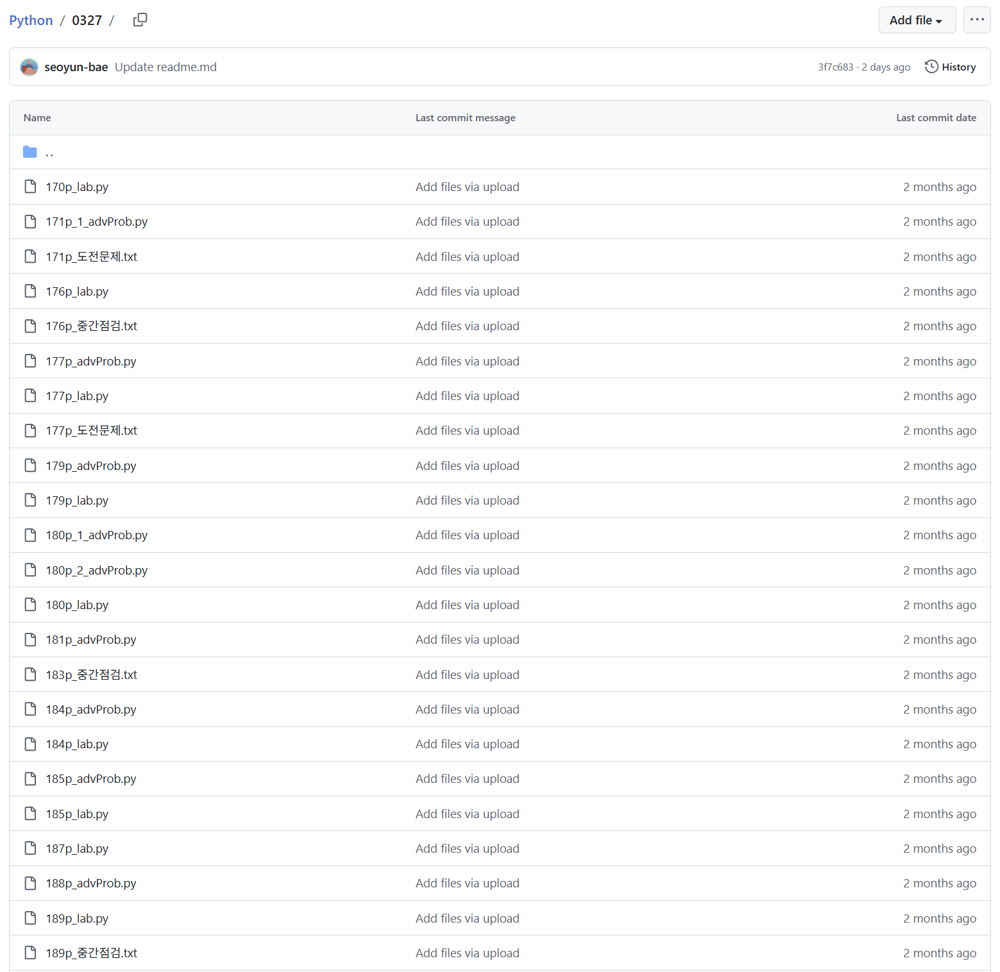 Python / 0327 /
Add file
seoyun-bae Update readme.md
3f7c683 · 2 days ago History
Name Last commit message Last commit date
..
170p_lab.py Add files via upload 2 months ago
171p_1_advProb.py Add files via upload 2 months ago
171p_도전문제.txt Add files via upload 2 months ago
176p_lab.py Add files via upload 2 months ago
176p_중간점검.txt Add files via upload 2 months ago
177p_advProb.py Add files via upload 2 months ago
177p_lab.py Add files via upload 2 months ago
177p_도전문제.txt Add files via upload 2 months ago
179p_advProb.py Add files via upload 2 months ago
179p_lab.py Add files via upload 2 months ago
180p_1_advProb.py Add files via upload 2 months ago
180p_2_advProb.py Add files via upload 2 months ago
180p_lab.py Add files via upload 2 months ago
181p_advProb.py Add files via upload 2 months ago
183p_중간점검.txt Add files via upload 2 months ago
184p_advProb.py Add files via upload 2 months ago
184p_lab.py Add files via upload 2 months ago
185p_advProb.py Add files via upload 2 months ago
185p_lab.py Add files via upload 2 months ago
187p_lab.py Add files via upload 2 months ago
188p_advProb.py Add files via upload 2 months ago
189p_lab.py Add files via upload 2 months ago
189p_중간점검.txt Add files via upload 2 months ago